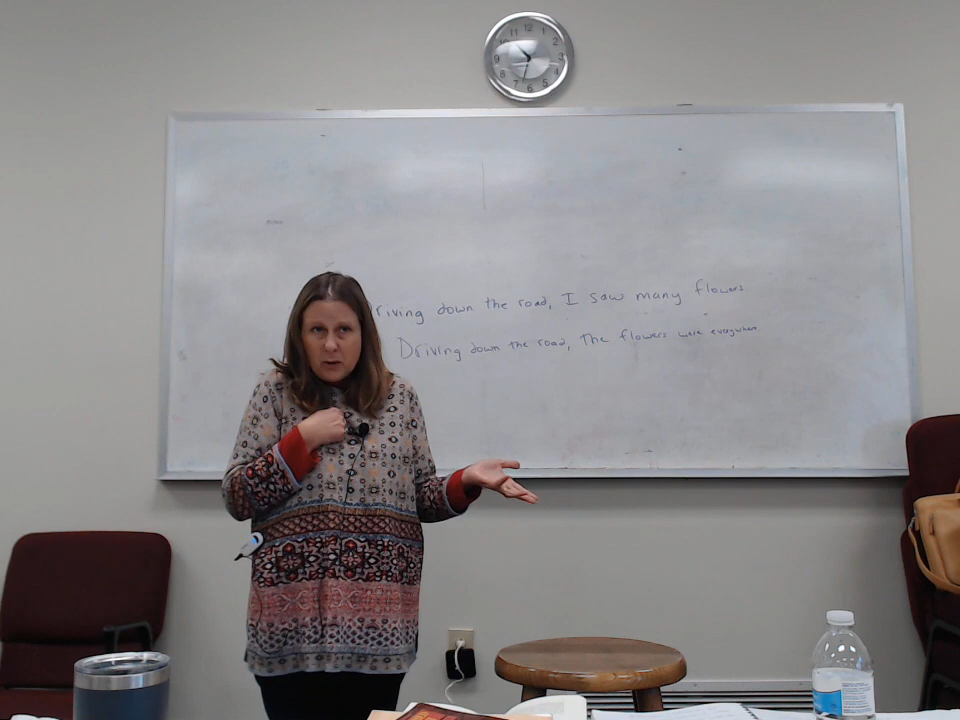 Driving down the road, I saw many flowers.
Driving down the road, the flowers were everywhere.